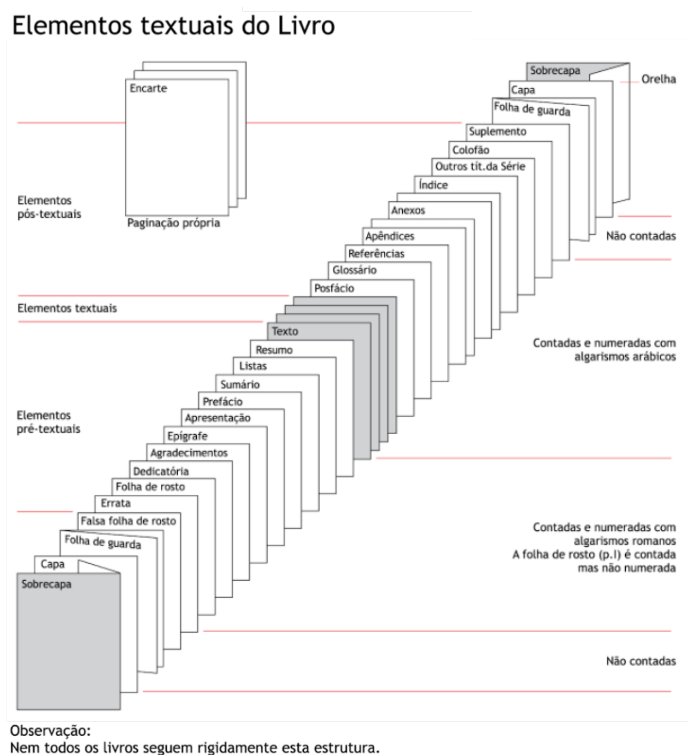 Elementos textuais do Livro
Encarte
Paginação própria
Elementos
pós-textuais
Elementos textuais
Elementos
pré-textuais
Sobrecapa
Orelha
Capa
Folha de guarda
Suplemento
Colofão
Outros tít.da Série
Índice
Anexos
Apêndices
Referências
Glossário
Posfácio
Texto
Resumo
Listas
Sumário
Prefácio
Apresentação
Epígrafe
Agradecimentos
Dedicatória
Folha de rosto
Errata
Falsa folha de rosto
Folha de guarda
Capa
Sobrecapa
Não contadas
Contadas e numeradas com
algarismos arábicos
Contadas e numeradas com
algarismos romanos
A folha de rosto (p.I) é contada
mas não numerada
Não contadas
Observação:
Nem todos os livros seguem rigidamente esta estrutura.